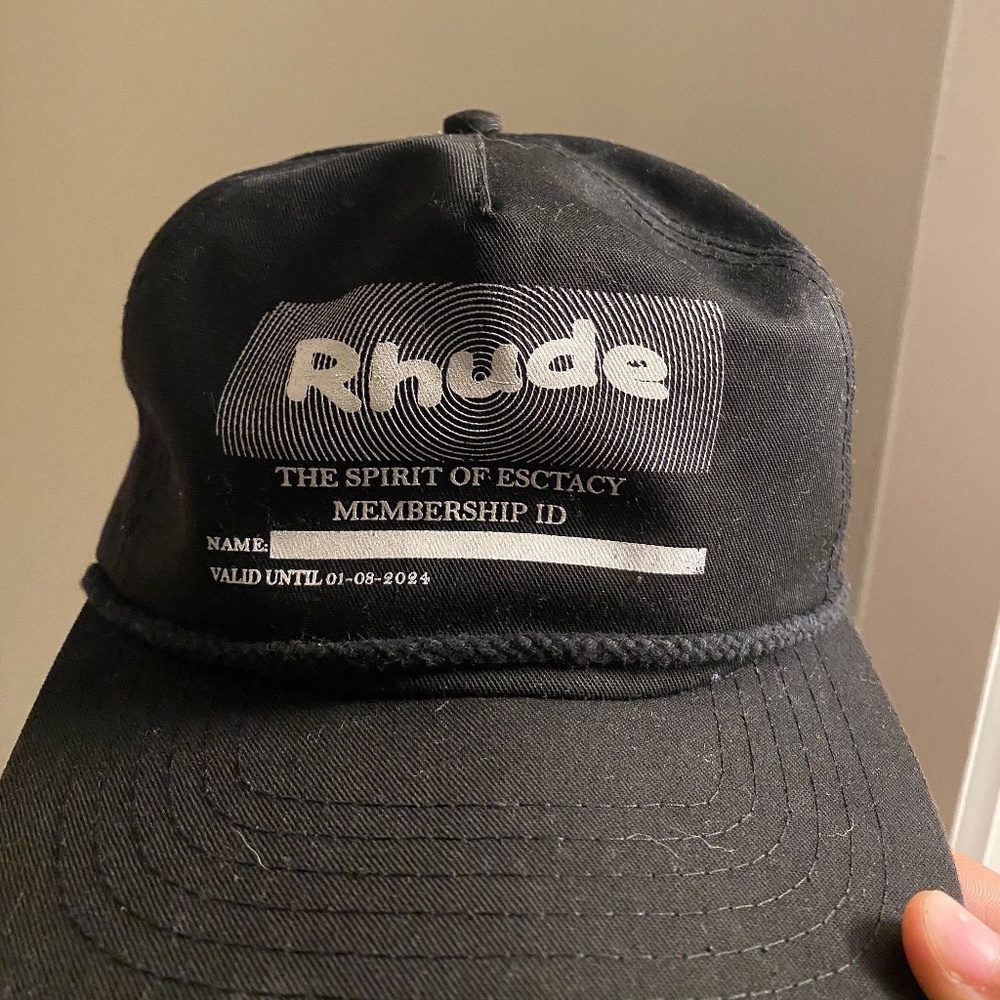 Rhude
THE SPIRIT OF ESCTACY
MEMBERSHIP ID
NAME:
VALID UNTIL 01-08-2024